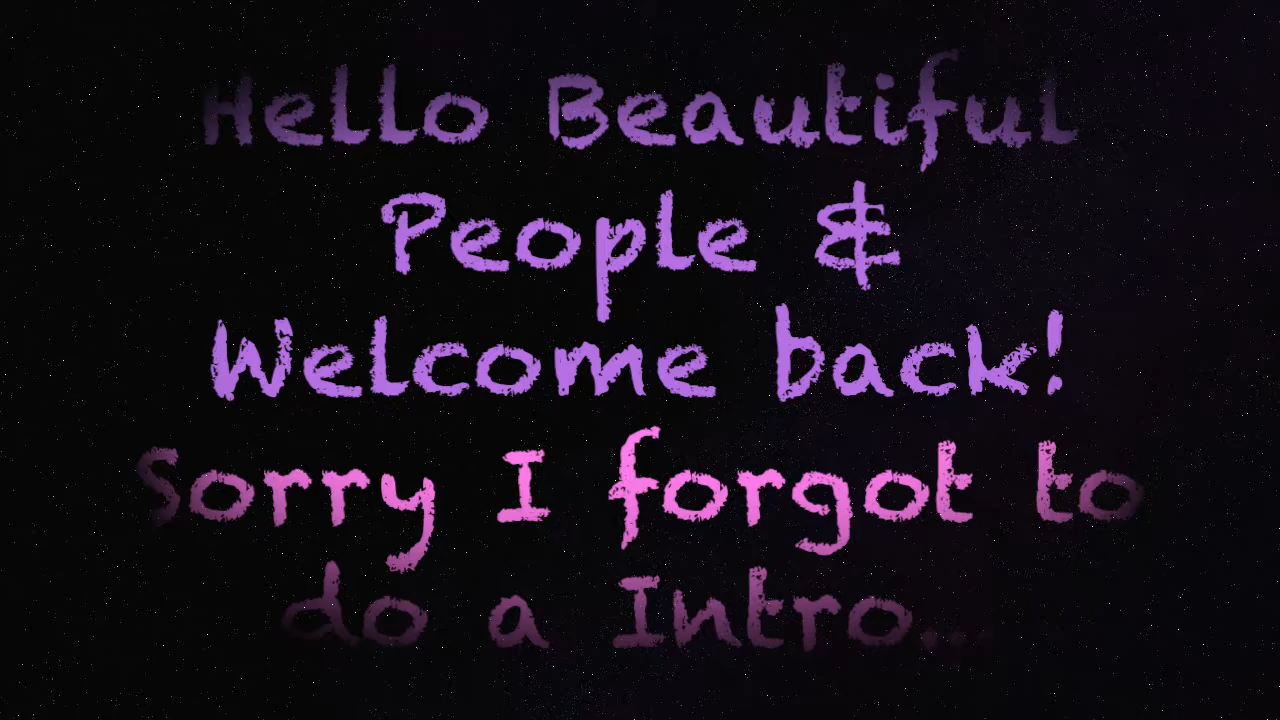 Hello Beautiful
People &
Welcome back!
Sorry I forgot to
do a Intro...